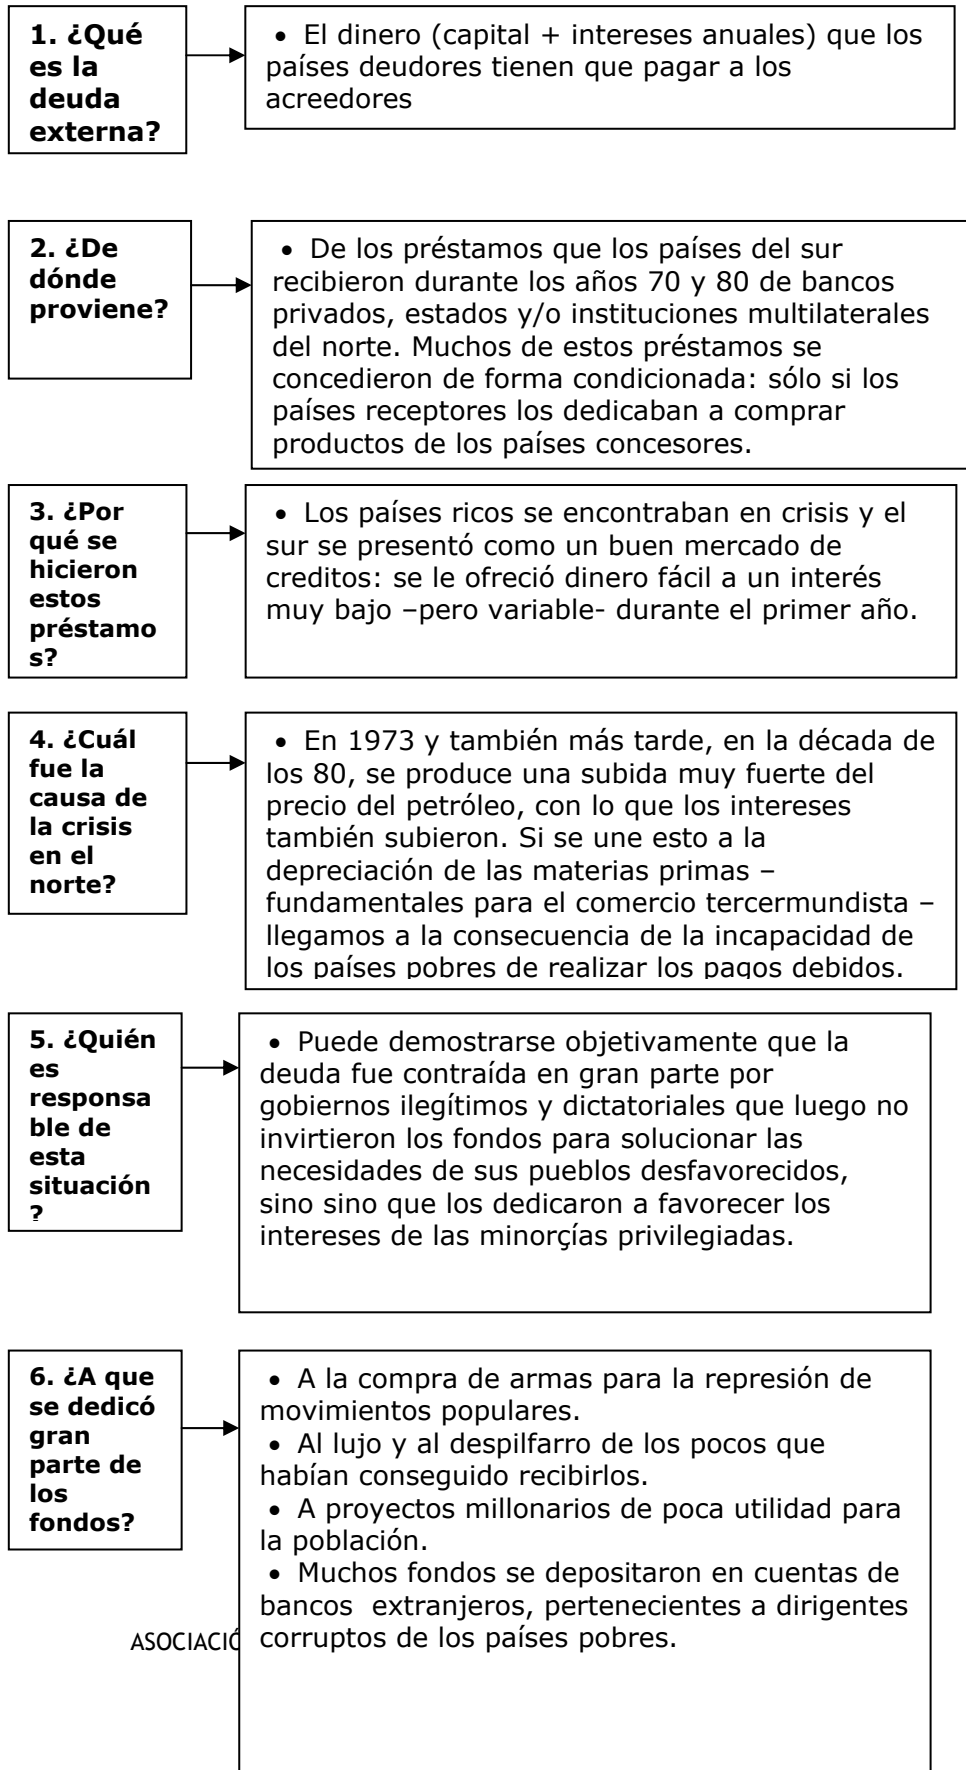 1. ¿Qué
es la
deuda
externa?
• El dinero (capital + intereses anuales) que los
países deudores tienen que pagar a los
acreedores
2. ¿De
dónde
proviene?
• De los préstamos que los países del sur
recibieron durante los años 70 y 80 de bancos
privados, estados y/o instituciones multilaterales
del norte. Muchos de estos préstamos se
concedieron de forma condicionada: sólo si los
países receptores los dedicaban a comprar
productos de los países concesores.
3. ¿Por
qué se
hicieron
estos
préstamo
s?
• Los países ricos se encontraban en crisis y el
sur se presentó como un buen mercado de
creditos: se le ofreció dinero fácil a un interés
muy bajo –pero variable- durante el primer año.
4. ¿Cuál
fue la
causa de
la crisis
en el
norte?
• En 1973 y también más tarde, en la década de
los 80, se produce una subida muy fuerte del
precio del petróleo, con lo que los intereses
también subieron. Si se une esto a la
depreciación de las materias primas –
fundamentales para el comercio tercermundista –
llegamos a la consecuencia de la incapacidad de
los países pobres de realizar los pagos debidos.
5. ¿Quién
es
responsa
ble de
esta
situación
?
• Puede demostrarse objetivamente que la
deuda fue contraída en gran parte por
gobiernos ilegítimos y dictatoriales que luego no
invirtieron los fondos para solucionar las
necesidades de sus pueblos desfavorecidos,
sino sino que los dedicaron a favorecer los
intereses de las minorçías privilegiadas.
6. ¿A que
se dedicó
gran
parte de
los
fondos?
• A la compra de armas para la represión de
movimientos populares.
• Al lujo y al despilfarro de los pocos que
habían conseguido recibirlos.
• A proyectos millonarios de poca utilidad para
la población.
• Muchos fondos se depositaron en cuentas de
bancos  extranjeros, pertenecientes a dirigentes
corruptos de los países pobres.
ASOCIACIÓ